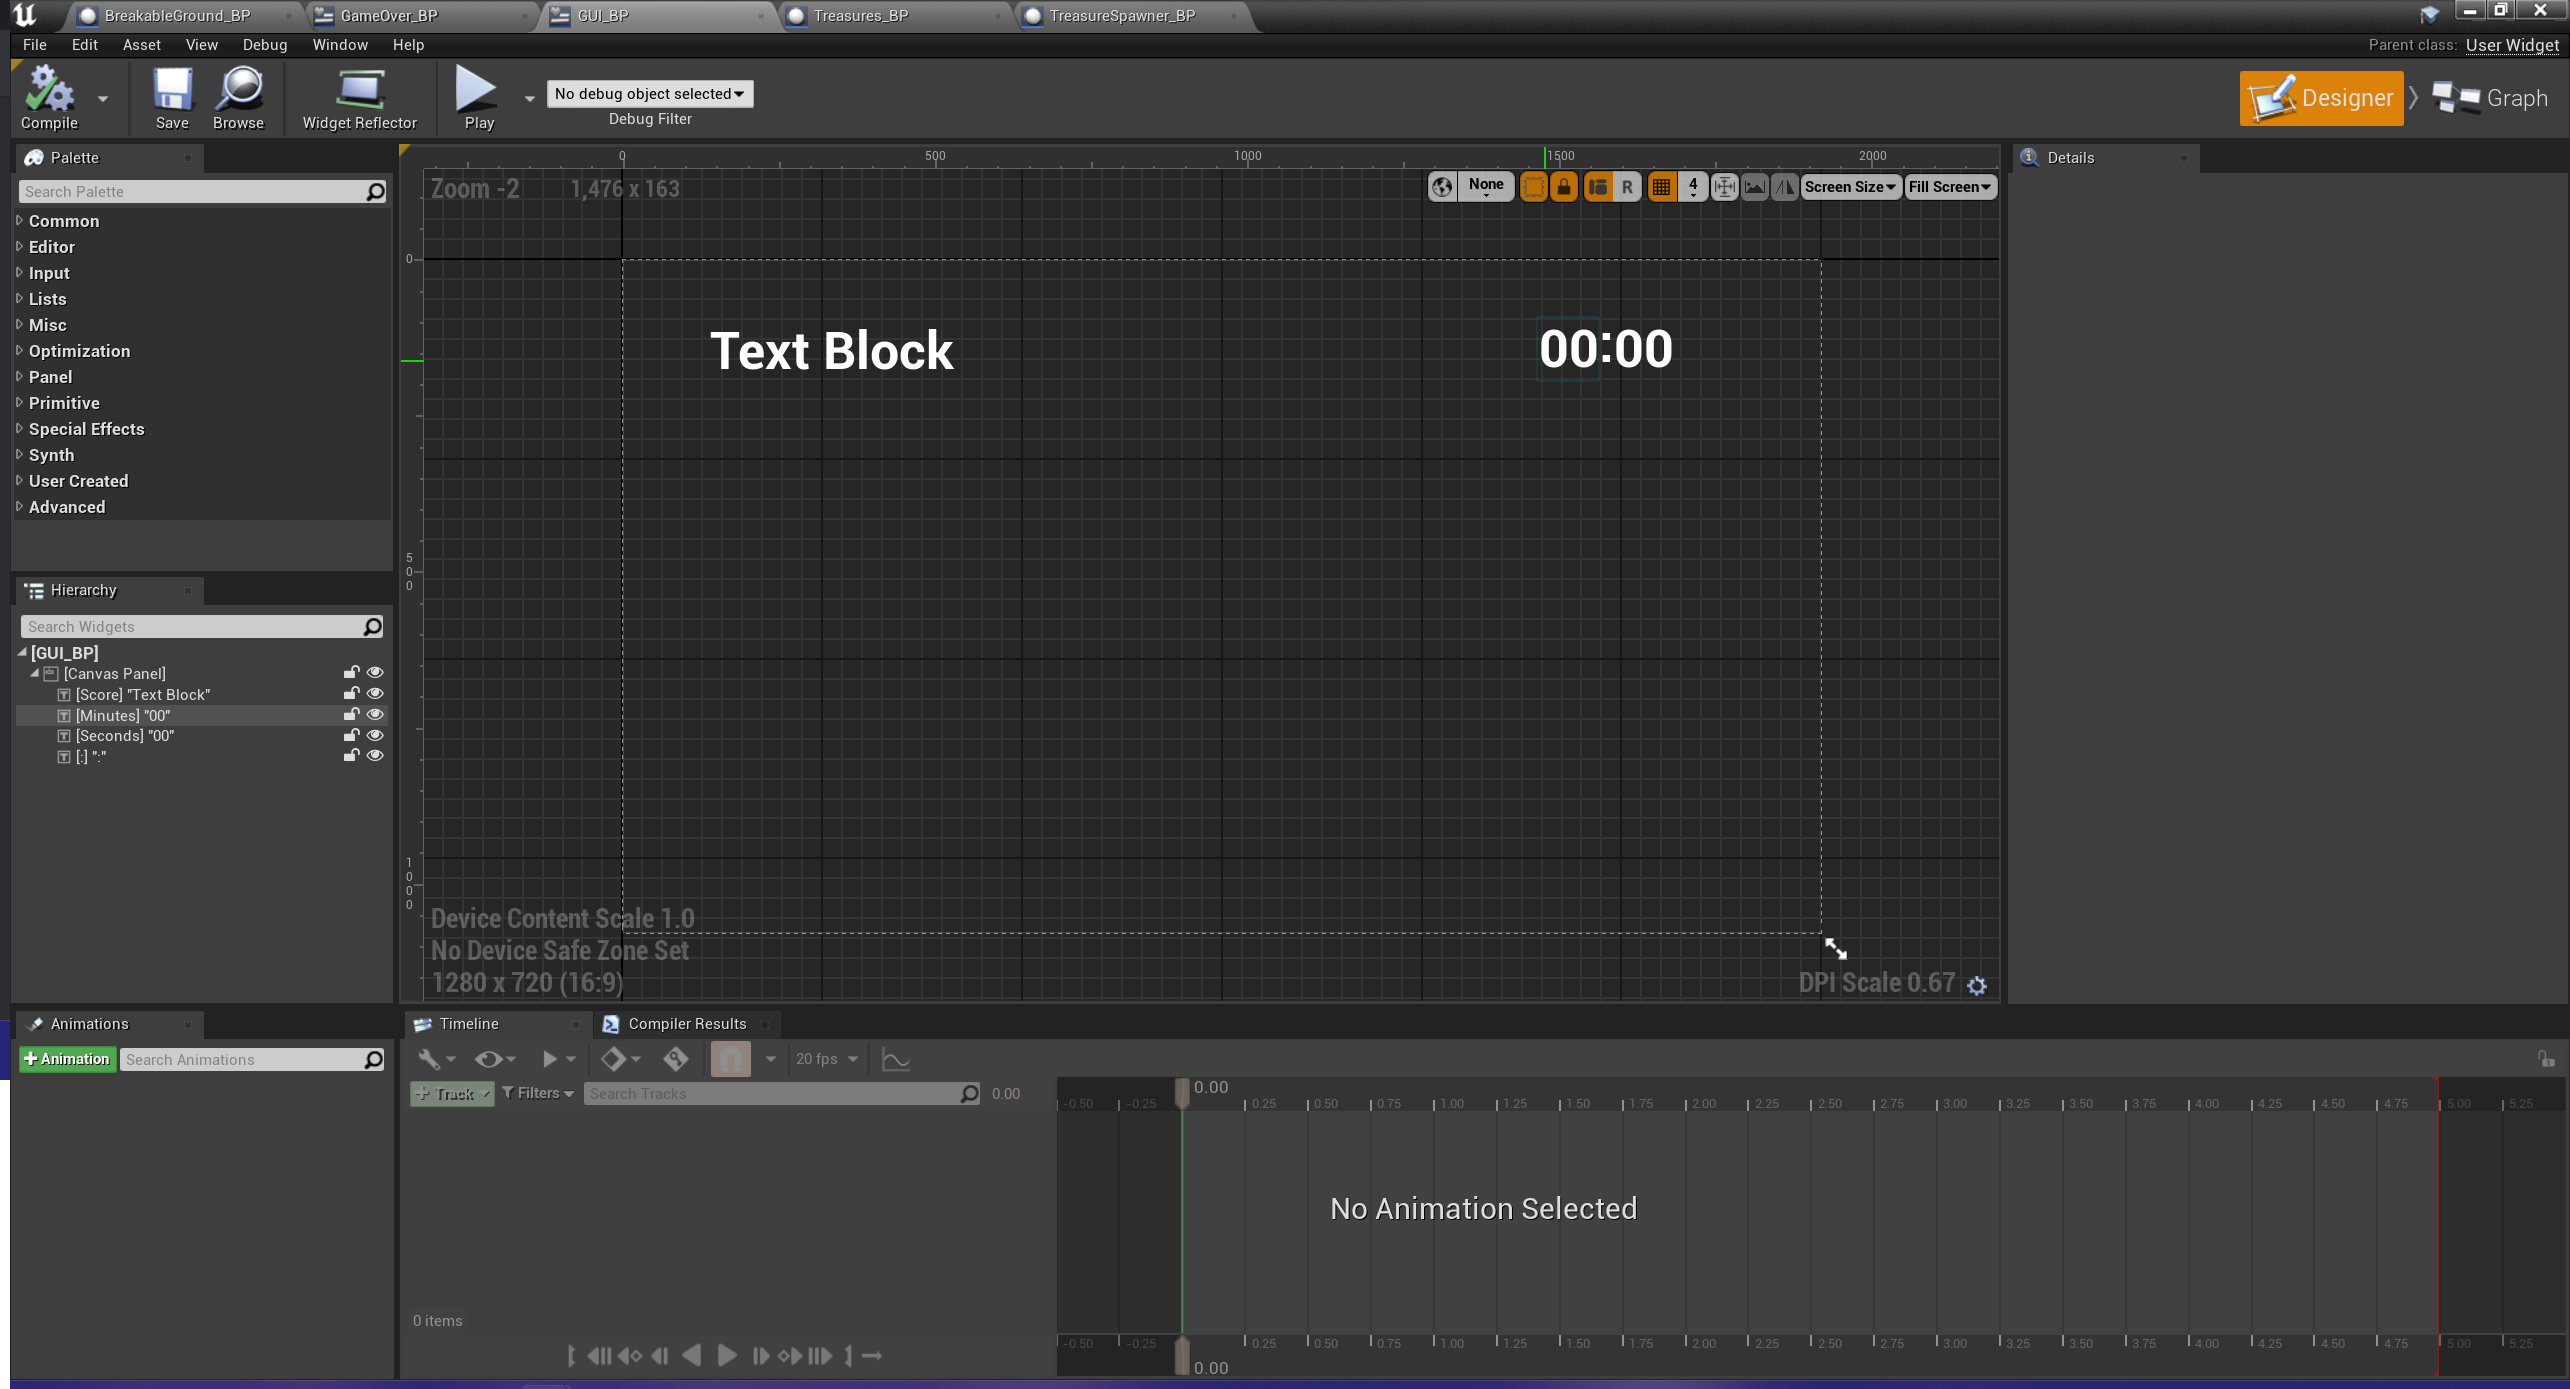 BreakableGround_BP
GameOver_BP
GUI_BP
Treasures_BP
TreasureSpawner_BP
File Edit Asset View Debug Window Help
Parent class: User Widget
Compile
Save
Browse
Widget Reflector
Play
No debug object selected
Debug Filter
Designer
Graph
Palette
Search Palette
Common
Editor
Input
Lists
Misc
Optimization
Panel
Primitive
Special Effects
Synth
User Created
Advanced
Hierarchy
Search Widgets
[GUI_BP]
[Canvas Panel]
[Score] "Text Block"
[Minutes] "00"
[Seconds] "00"
[:] ":"
0 500 1000 1500 2000
Zoom -2 1,476 x 163
None
R
4
Screen Size
Fill Screen
0
500
100
Text Block
00:00
Device Content Scale 1.0
No Device Safe Zone Set
1280 x 720 (16:9)
DPI Scale 0.67
Details
Animations
+ Animation
Search Animations
Timeline
Compiler Results
20 fps
+ Track
Filters
Search Tracks
0.00
0.00
-0.50 -0.25 0.25 0.50 0.75 1.00 1.25 1.50 1.75 2.00 2.25 2.50 2.75 3.00 3.25 3.50 3.75 4.00 4.25 4.50 4.75 5.00 5.25
No Animation Selected
0 items
-0.50 -0.25 0.25 0.50 0.75 1.00 1.25 1.50 1.75 2.00 2.25 2.50 2.75 3.00 3.25 3.50 3.75 4.00 4.25 4.50 4.75 5.00 5.25
0.00